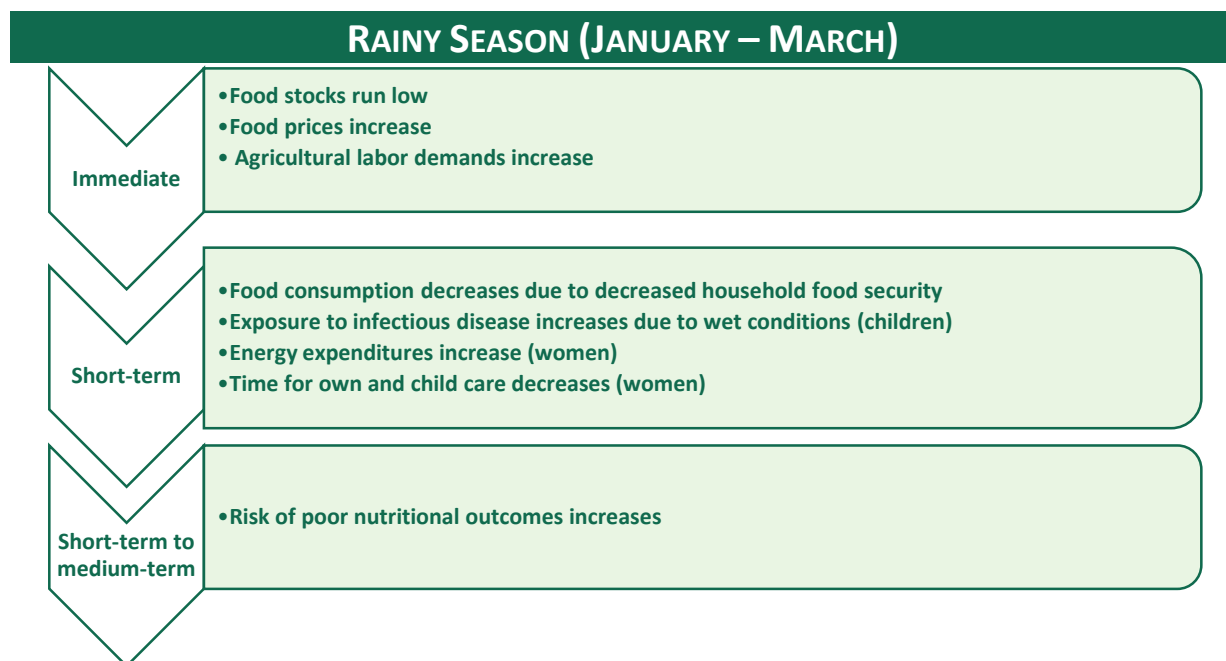 RAINY SEASON (JANUARY – MARCH)
Immediate
•Food stocks run low
•Food prices increase
• Agricultural labor demands increase
Short-term
•Food consumption decreases due to decreased household food security
•Exposure to infectious disease increases due to wet conditions (children)
•Energy expenditures increase (women)
•Time for own and child care decreases (women)
Short-term to
medium-term
•Risk of poor nutritional outcomes increases